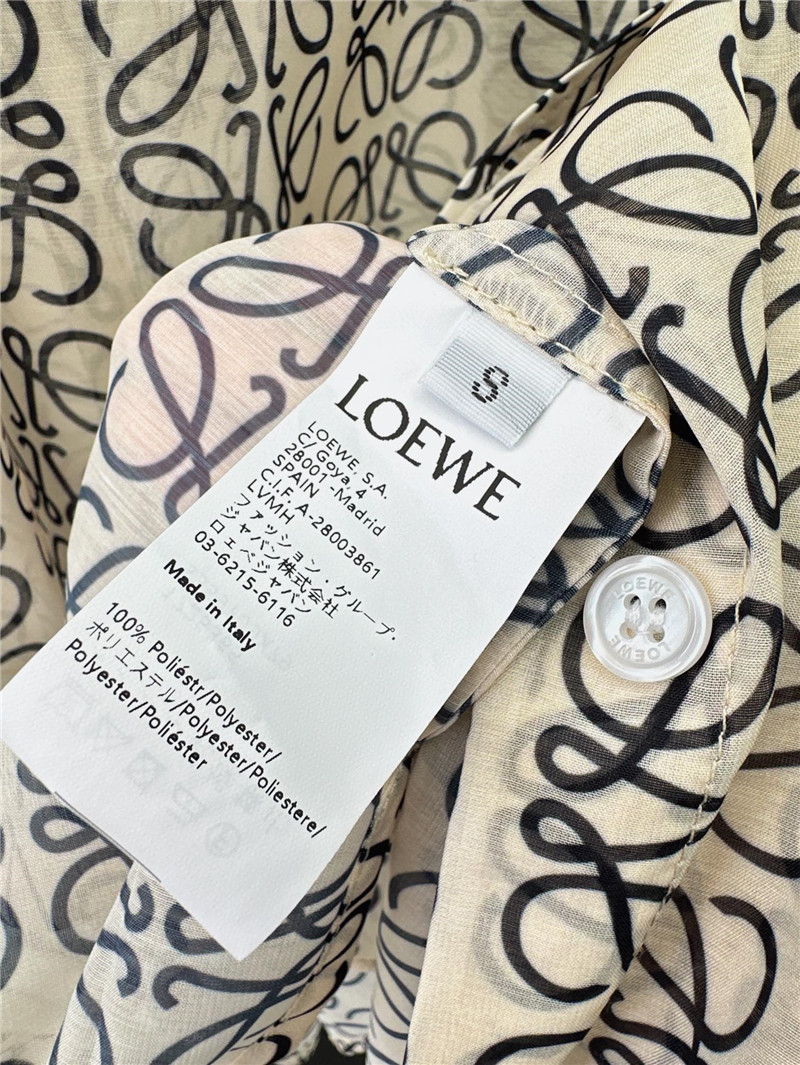 S
LOEWE
LOEWE, S.A.
C/Goya, 4
28001 -Madrid
SPAIN
C.I.F. A-28003861
LVMH
ファッション・グループ.
ジャパン株式会社
ロエベジャパン
03-6215-6116
Made in Italy
100% Poliéstr/Polyester/
ポリエステル/Polyester/Poliestere/
Polyester/Poliéster
LOEWE
LOEWE